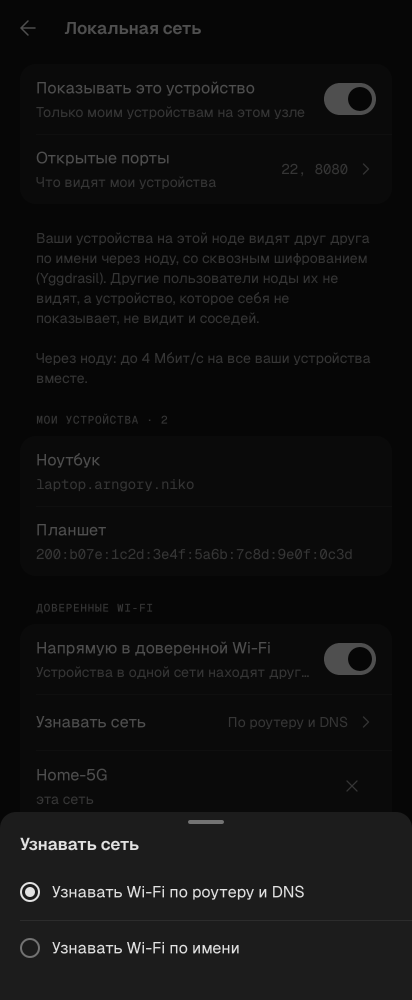 Локальная сеть
Показывать это устройство
Только моим устройствам на этом узле
Открытые порты
22, 8080
Что видят мои устройства
Ваши устройства на этой ноде видят друг друга
по имени через ноду, со сквозным шифрованием
(Yggdrasil). Другие пользователи ноды их не
видят, а устройство, которое себя не
показывает, не видит и соседей.
Через ноду: до 4 Мбит/с на все ваши устройства
вместе.
МОИ УСТРОЙСТВА · 2
Ноутбук
laptop.arngory.niko
Планшет
200:b07e:1c2d:3e4f:5a6b:7c8d:9e0f:0c3d
ДОВЕРЕННЫЕ WI-FI
Напрямую в доверенной Wi-Fi
Устройства в одной сети находят друг…
Узнавать сеть
По роутеру и DNS
Home-5G
эта сеть
Узнавать сеть
Узнавать Wi-Fi по роутеру и DNS
Узнавать Wi-Fi по имени